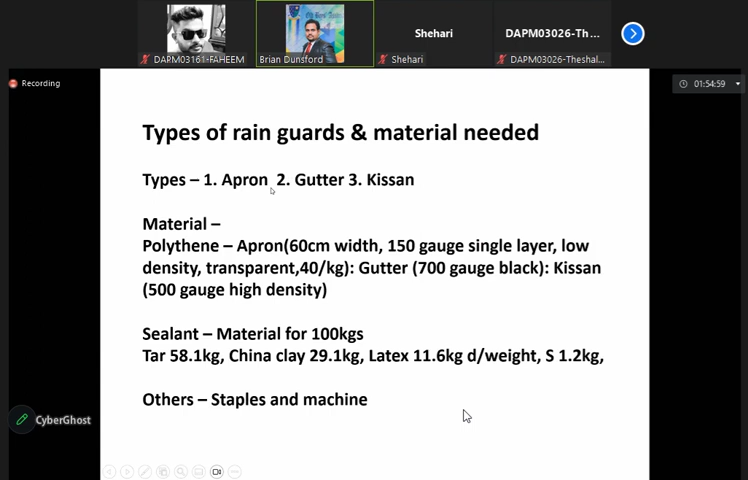 DARM03161-FAHEEM
Brian Dunsford
Shehari
Shehari
DAPM03026-Th...
DAPM03026-Theshal...
Recording
01:54:59
Types of rain guards & material needed
Types – 1. Apron 2. Gutter 3. Kissan
Material –
Polythene – Apron(60cm width, 150 gauge single layer, low
density, transparent,40/kg): Gutter (700 gauge black): Kissan
(500 gauge high density)
Sealant – Material for 100kgs
Tar 58.1kg, China clay 29.1kg, Latex 11.6kg d/weight, S 1.2kg,
Others – Staples and machine
CyberGhost